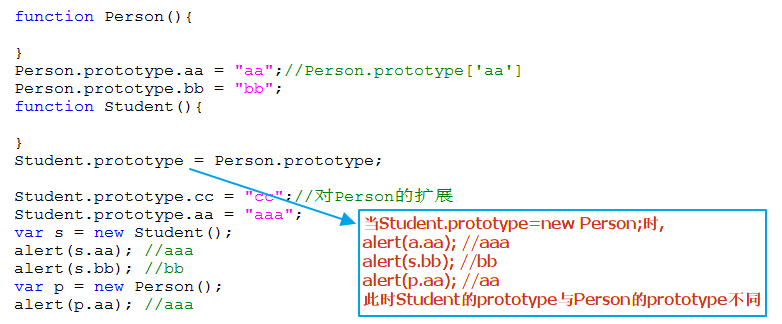 function Person(){
}
Person.prototype.aa = "aa";//Person.prototype['aa']
Person.prototype.bb = "bb";
function Student(){
}
Student.prototype = Person.prototype;
Student.prototype.cc = "cc";//对Person的扩展
Student.prototype.aa = "aaa";
var s = new Student();
alert(s.aa); //aaa
alert(s.bb); //bb
var p = new Person();
alert(p.aa); //aaa
当Student.prototype=new Person;时,
alert(a.aa); //aaa
alert(s.bb); //bb
alert(p.aa); //aa
此时Student的prototype与Person的prototype不同